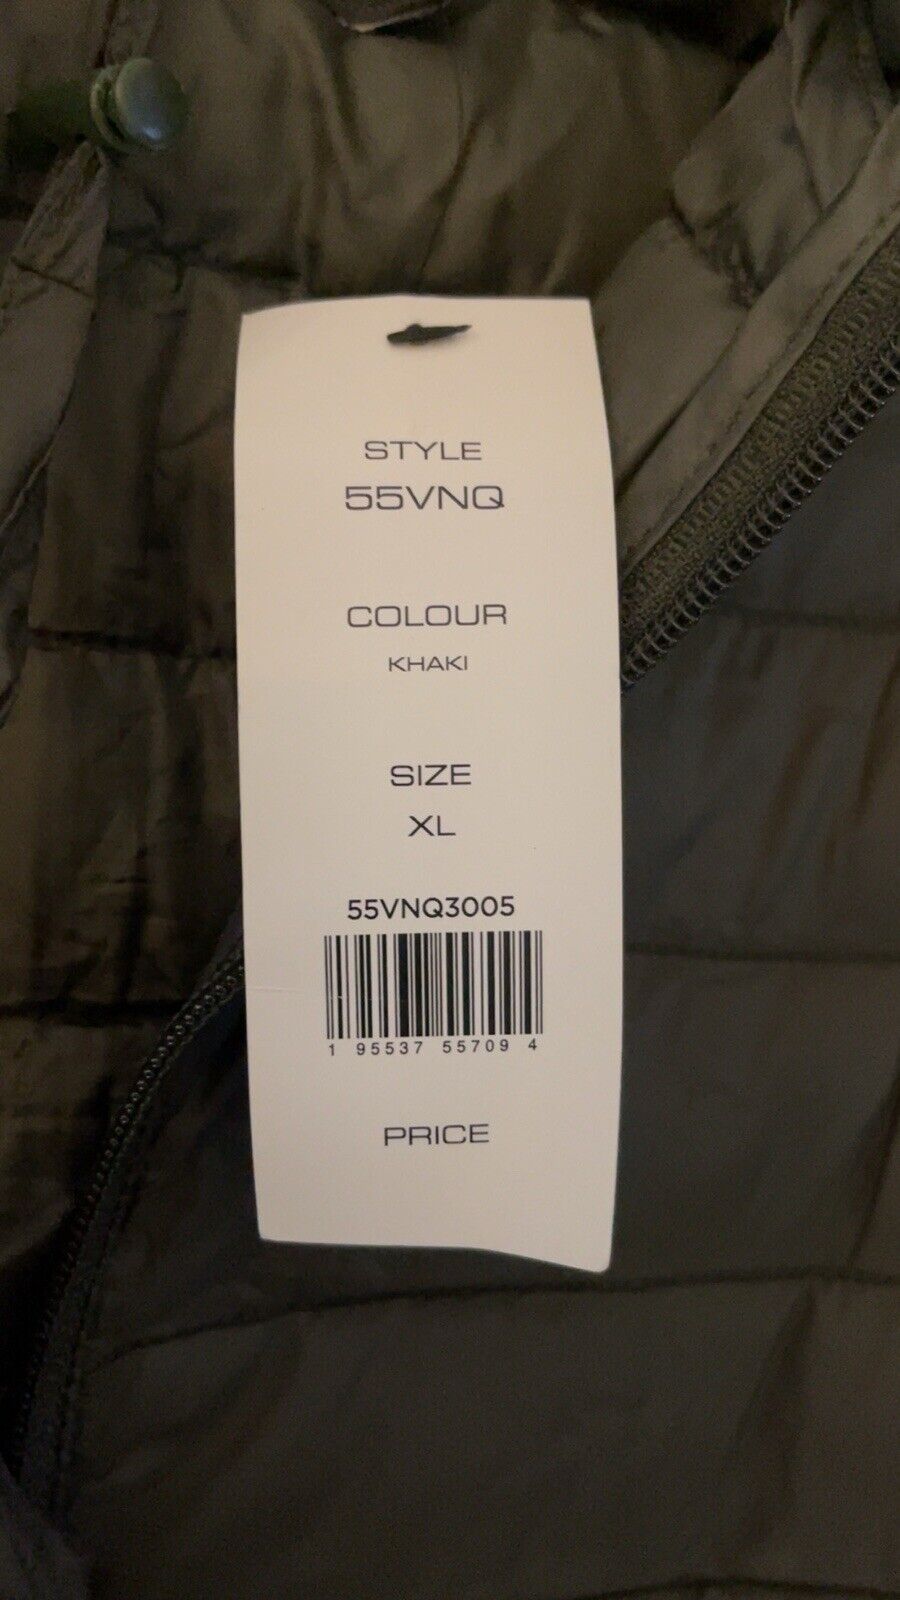 STYLE
55VNQ
COLOUR
KHAKI
SIZE
XL
55VNQ3005
1 95537 55709 4
PRICE